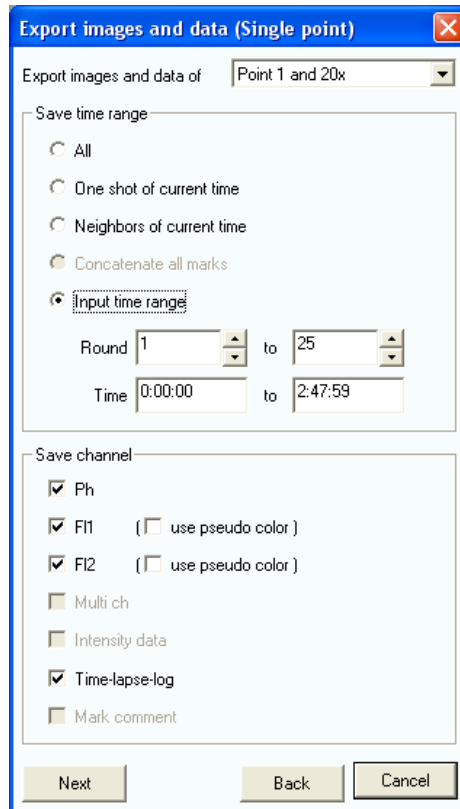 Export images and data (Single point)
Export images and data of Point 1 and 20x
Save time range
All
One shot of current time
Neighbors of current time
Concatenate all marks
Input time range
Round 1 to 25
Time 0:00:00 to 2:47:59
Save channel
Ph
Fl1 ( use pseudo color )
Fl2 ( use pseudo color )
Multi ch
Intensity data
Time-lapse-log
Mark comment
Next Back Cancel